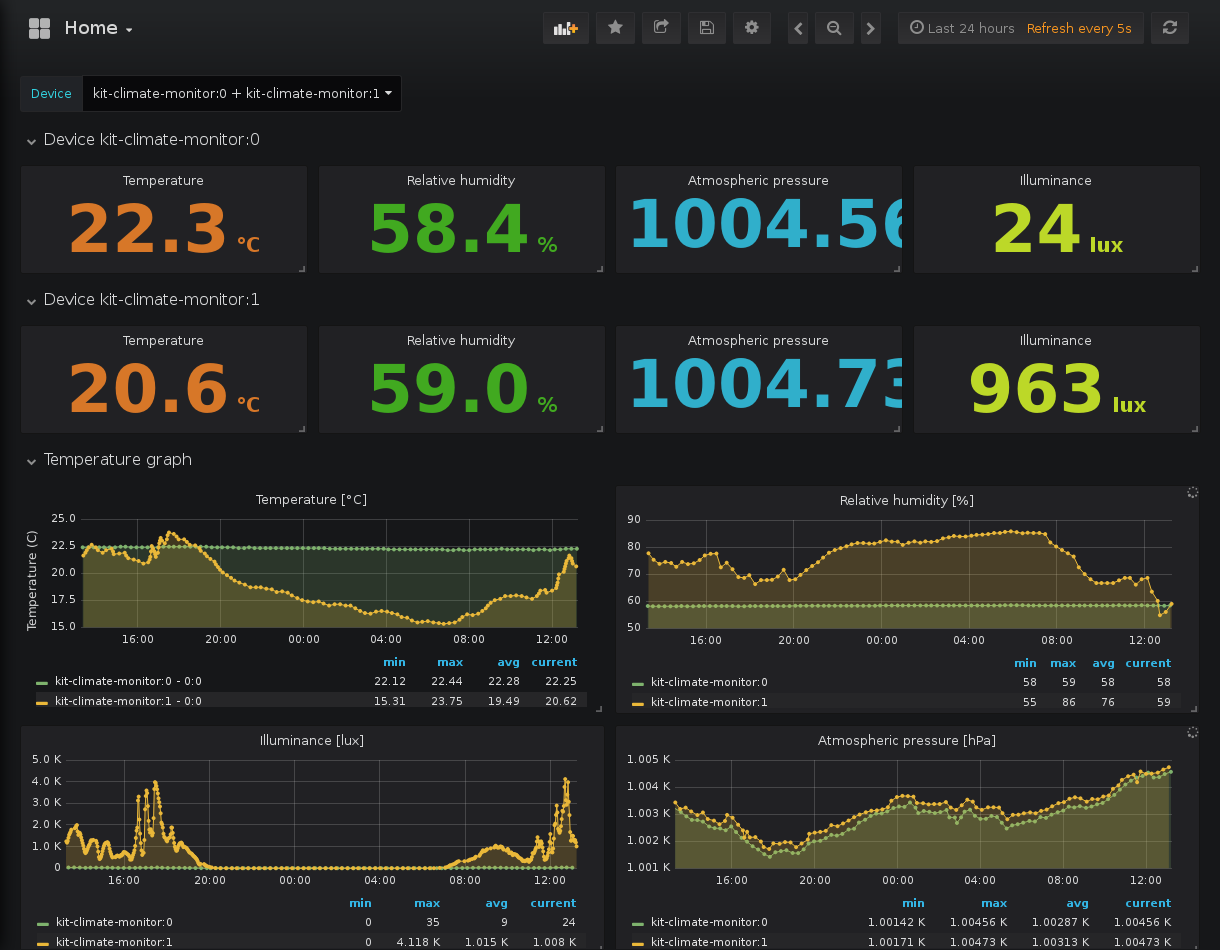 Home
Last 24 hours Refresh every 5s
Device kit-climate-monitor:0 + kit-climate-monitor:1
Device kit-climate-monitor:0
Temperature Relative humidity Atmospheric pressure Illuminance
22.3 °C 58.4 % 1004.56 24 lux
Device kit-climate-monitor:1
Temperature Relative humidity Atmospheric pressure Illuminance
20.6 °C 59.0 % 1004.73 963 lux
Temperature graph
Temperature [°C]
Temperature (C)
25.0
22.5
20.0
17.5
15.0
16:00 20:00 00:00 04:00 08:00 12:00
min max avg current
kit-climate-monitor:0 - 0:0 22.12 22.44 22.28 22.25
kit-climate-monitor:1 - 0:0 15.31 23.75 19.49 20.62
Relative humidity [%]
90
80
70
60
50
16:00 20:00 00:00 04:00 08:00 12:00
min max avg current
kit-climate-monitor:0 58 59 58 58
kit-climate-monitor:1 55 86 76 59
Illuminance [lux]
5.0 K
4.0 K
3.0 K
2.0 K
1.0 K
0
16:00 20:00 00:00 04:00 08:00 12:00
min max avg current
kit-climate-monitor:0 0 35 9 24
kit-climate-monitor:1 0 4.118 K 1.015 K 1.008 K
Atmospheric pressure [hPa]
1.005 K
1.004 K
1.003 K
1.002 K
1.001 K
16:00 20:00 00:00 04:00 08:00 12:00
min max avg current
kit-climate-monitor:0 1.00142 K 1.00456 K 1.00287 K 1.00456 K
kit-climate-monitor:1 1.00171 K 1.00473 K 1.00313 K 1.00473 K